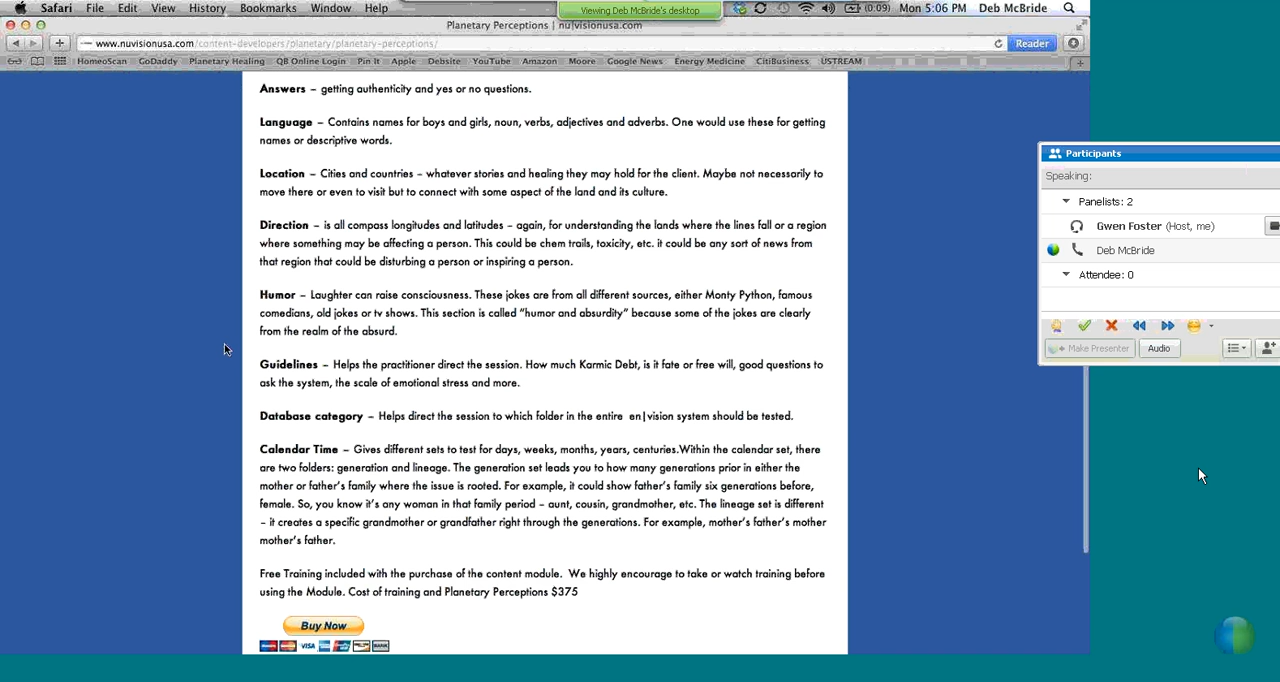 Safari File Edit View History Bookmarks Window Help
Viewing Deb McBride's desktop
(0:09) Mon 5:06 PM Deb McBride
Planetary Perceptions | nu|visionusa.com
www.nuvisionusa.com/content-developers/planetary/planetary-perceptions/
Reader
HomeoScan GoDaddy Planetary Healing QB Online Login Pin It Apple Debsite YouTube Amazon Moore Google News Energy Medicine CitiBusiness USTREAM
Answers – getting authenticity and yes or no questions.
Language – Contains names for boys and girls, noun, verbs, adjectives and adverbs. One would use these for getting
names or descriptive words.
Location – Cities and countries – whatever stories and healing they may hold for the client. Maybe not necessarily to
move there or even to visit but to connect with some aspect of the land and its culture.
Direction – is all compass longitudes and latitudes – again, for understanding the lands where the lines fall or a region
where something may be affecting a person. This could be chem trails, toxicity, etc. it could be any sort of news from
that region that could be disturbing a person or inspiring a person.
Humor – Laughter can raise consciousness. These jokes are from all different sources, either Monty Python, famous
comedians, old jokes or tv shows. This section is called “humor and absurdity” because some of the jokes are clearly
from the realm of the absurd.
Guidelines – Helps the practitioner direct the session. How much Karmic Debt, is it fate or free will, good questions to
ask the system, the scale of emotional stress and more.
Database category – Helps direct the session to which folder in the entire en|vision system should be tested.
Calendar Time – Gives different sets to test for days, weeks, months, years, centuries.Within the calendar set, there
are two folders: generation and lineage. The generation set leads you to how many generations prior in either the
mother or father’s family where the issue is rooted. For example, it could show father’s family six generations before,
female. So, you know it’s any woman in that family period – aunt, cousin, grandmother, etc. The lineage set is different
– it creates a specific grandmother or grandfather right through the generations. For example, mother’s father’s mother
mother’s father.
Free Training included with the purchase of the content module. We highly encourage to take or watch training before
using the Module. Cost of training and Planetary Perceptions $375
Buy Now
VISA
Participants
Speaking:
Panelists: 2
Gwen Foster (Host, me)
Deb McBride
Attendee: 0
Make Presenter
Audio